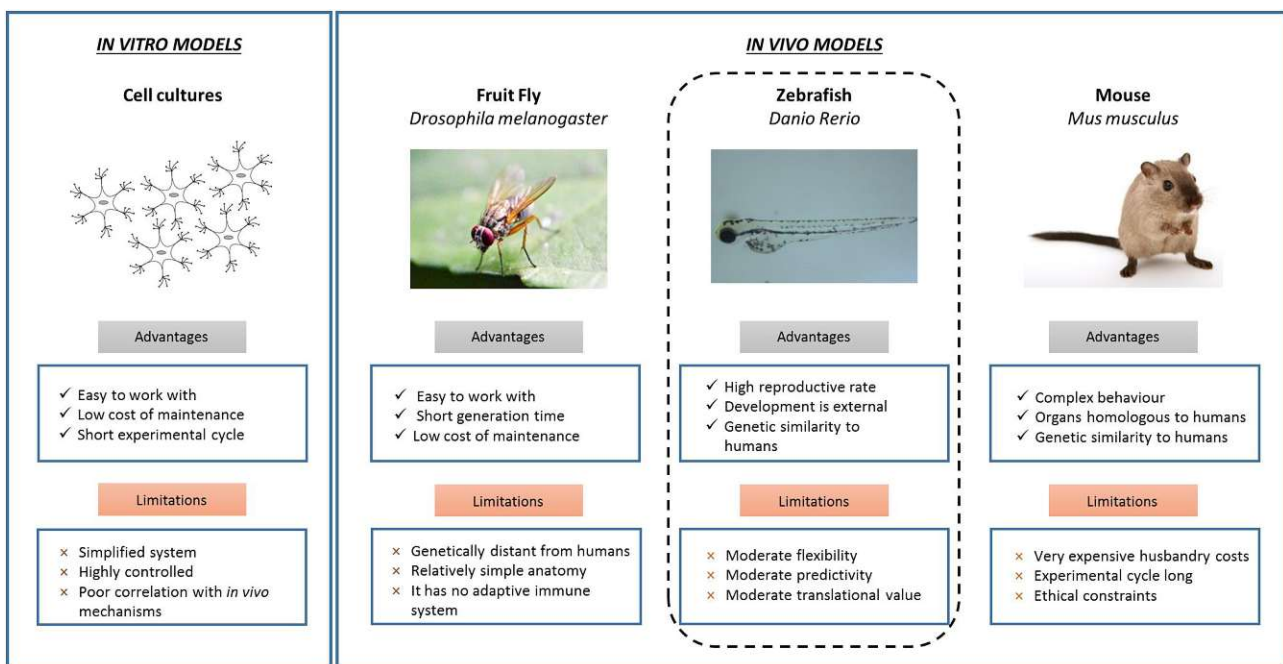 IN VITRO MODELS
Cell cultures
Advantages
✓ Easy to work with
✓ Low cost of maintenance
✓ Short experimental cycle
Limitations
× Simplified system
× Highly controlled
× Poor correlation with in vivo
mechanisms
IN VIVO MODELS
Fruit Fly
Drosophila melanogaster
Advantages
✓ Easy to work with
✓ Short generation time
✓ Low cost of maintenance
Limitations
× Genetically distant from humans
× Relatively simple anatomy
× It has no adaptive immune
system
Zebrafish
Danio Rerio
Advantages
✓ High reproductive rate
✓ Development is external
✓ Genetic similarity to
humans
Limitations
× Moderate flexibility
× Moderate predictivity
× Moderate translational value
Mouse
Mus musculus
Advantages
✓ Complex behaviour
✓ Organs homologous to humans
✓ Genetic similarity to humans
Limitations
× Very expensive husbandry costs
× Experimental cycle long
× Ethical constraints